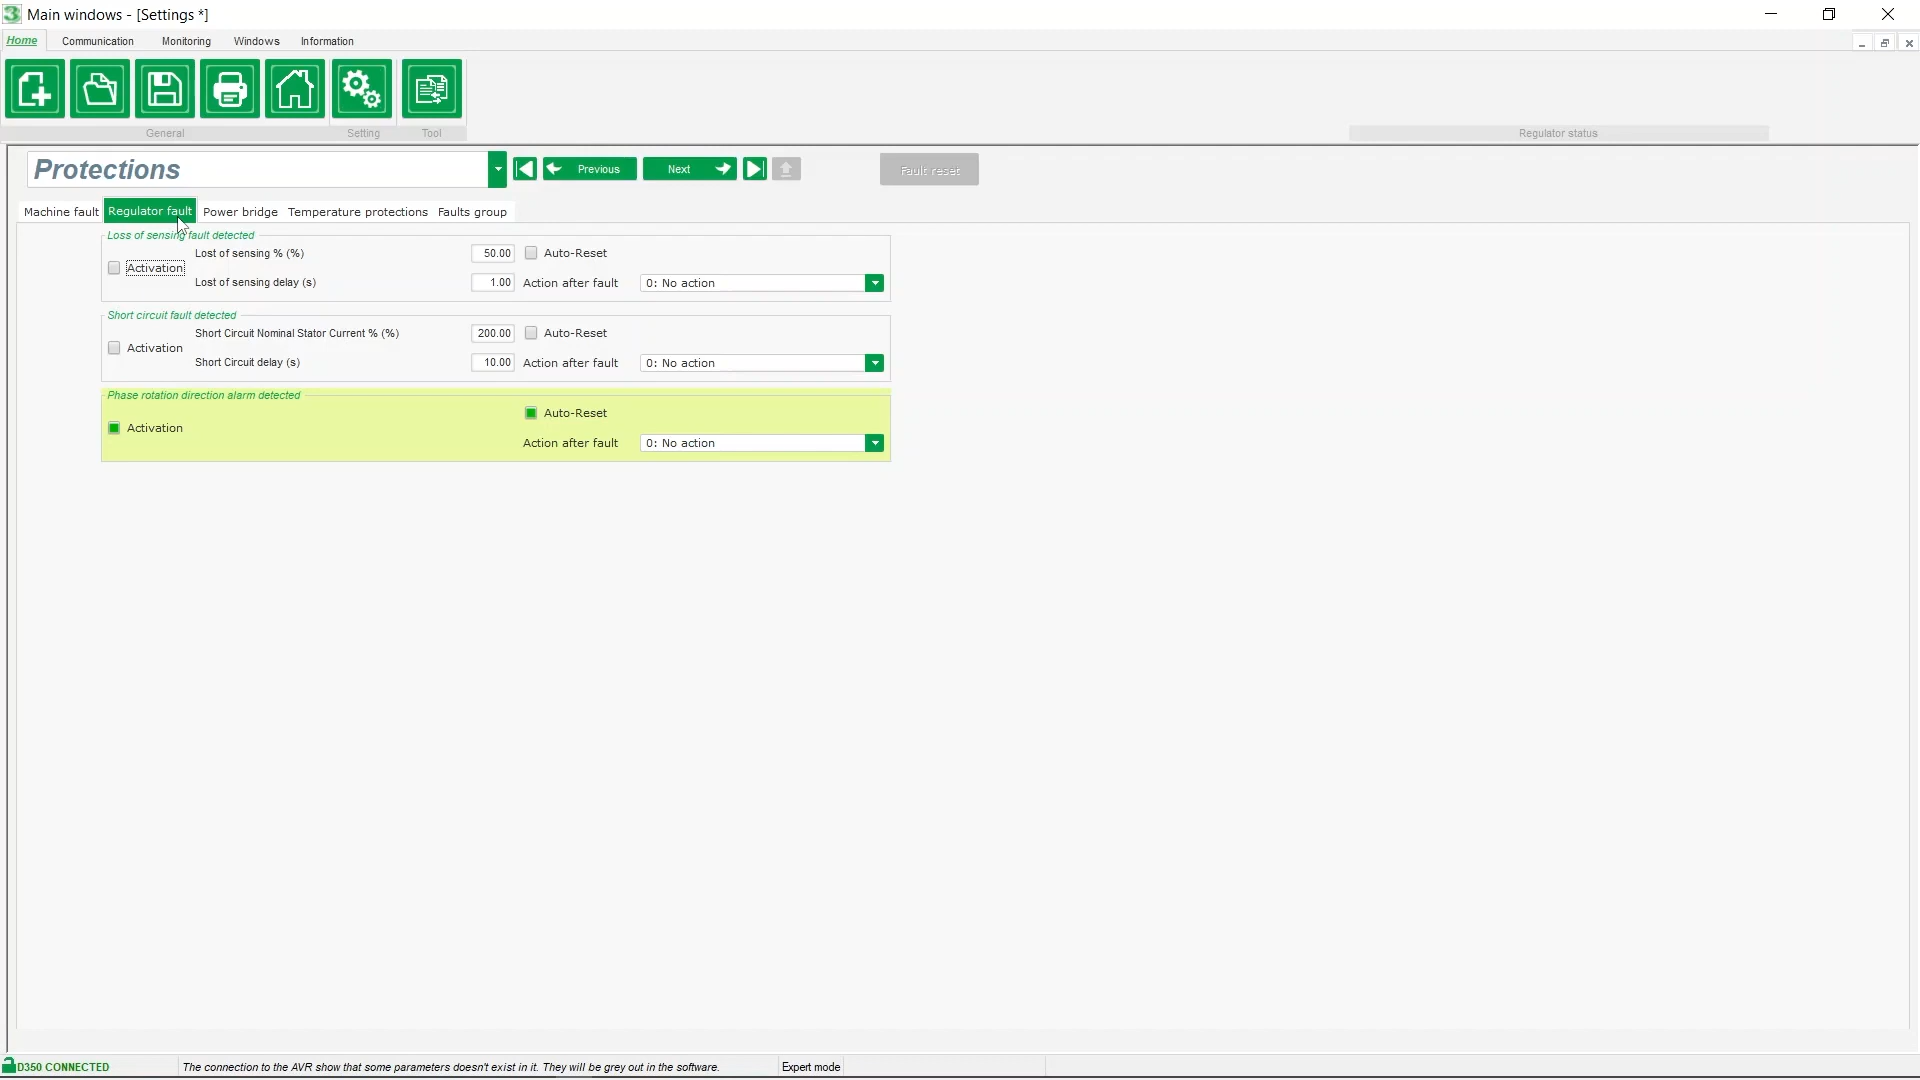 Main windows - [Settings *]
Home Communication Monitoring Windows Information
General Setting Tool Regulator status
Protections Previous Next Fault reset
Machine fault Regulator fault Power bridge Temperature protections Faults group
Loss of sensing fault detected
Lost of sensing % (%) 50.00 Auto-Reset
Activation
Lost of sensing delay (s) 1.00 Action after fault 0: No action
Short circuit fault detected
Short Circuit Nominal Stator Current % (%) 200.00 Auto-Reset
Activation
Short Circuit delay (s) 10.00 Action after fault 0: No action
Phase rotation direction alarm detected
Auto-Reset
Activation
Action after fault 0: No action
D350 CONNECTED The connection to the AVR show that some parameters doesn't exist in it. They will be grey out in the software. Expert mode